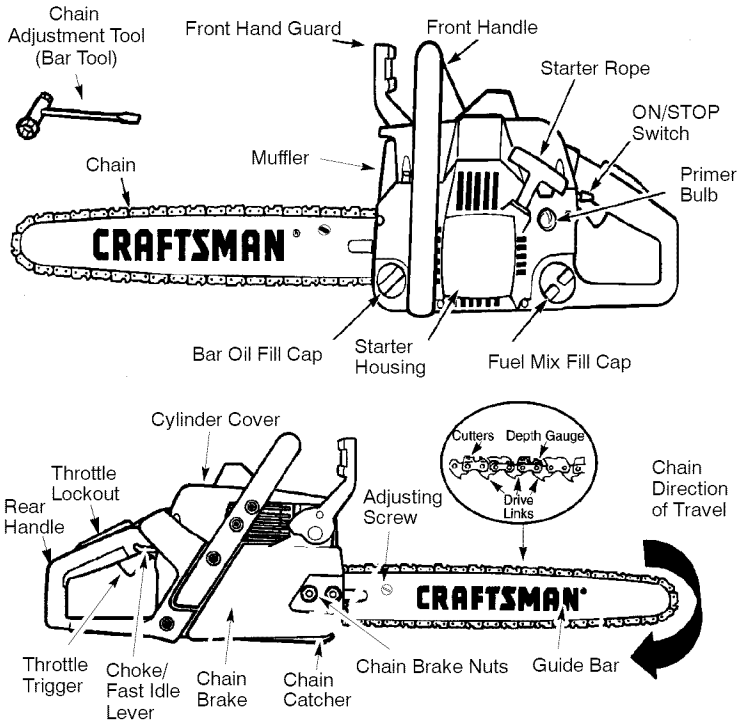 Chain
Adjustment Tool
(Bar Tool)
Front Hand Guard
Front Handle
Starter Rope
ON/STOP
Switch
Primer
Bulb
Muffler
Chain
CRAFTSMAN
Bar Oil Fill Cap
Starter
Housing
Fuel Mix Fill Cap
Cylinder Cover
Throttle
Lockout
Rear
Handle
Adjusting
Screw
Cutters
Depth Gauge
Drive
Links
Chain
Direction
of Travel
CRAFTSMAN
Throttle
Trigger
Choke/
Fast Idle
Lever
Chain
Brake
Chain
Catcher
Chain Brake Nuts
Guide Bar